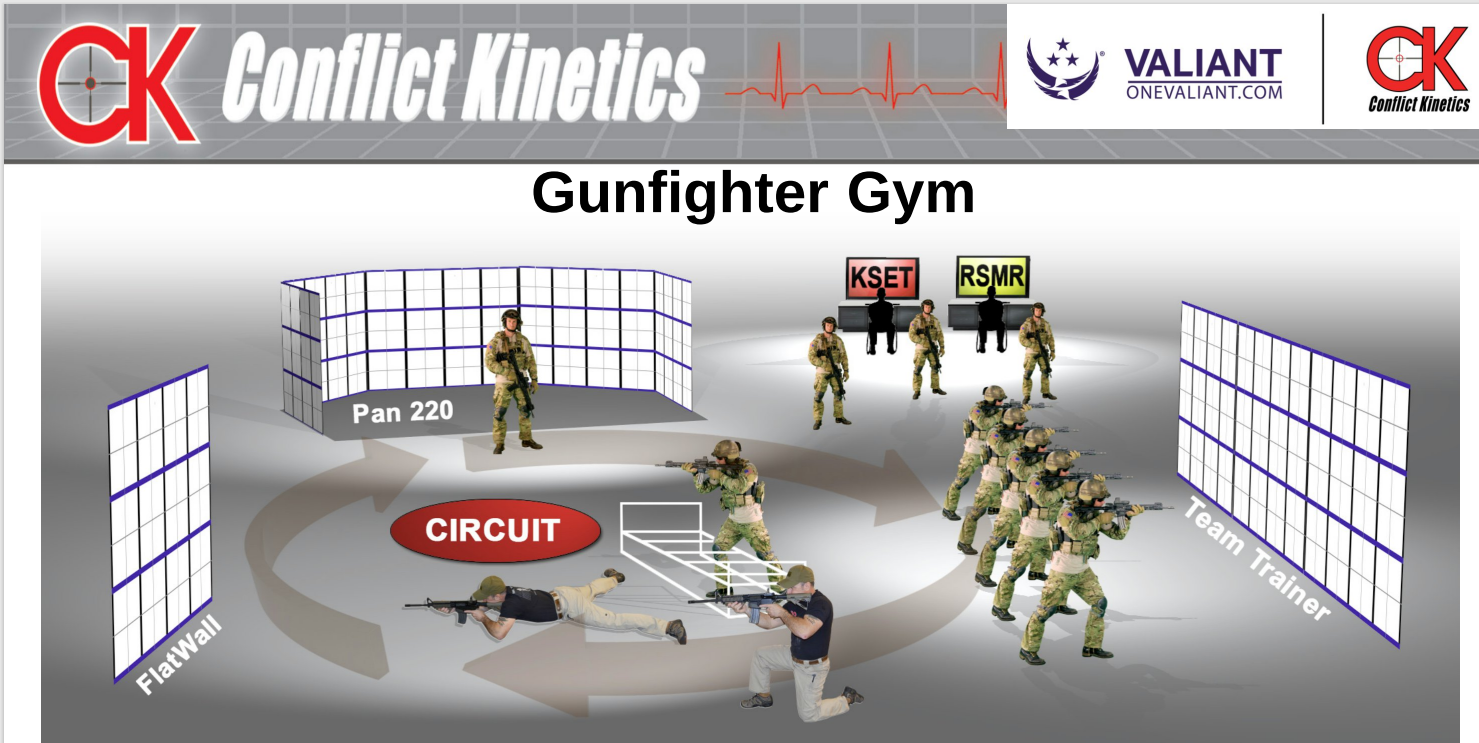 CK Conflict Kinetics
VALIANT
ONEVALIANT.COM
CK
Conflict Kinetics
Gunfighter Gym
KSET
RSMR
Pan 220
CIRCUIT
FlatWall
Team Trainer